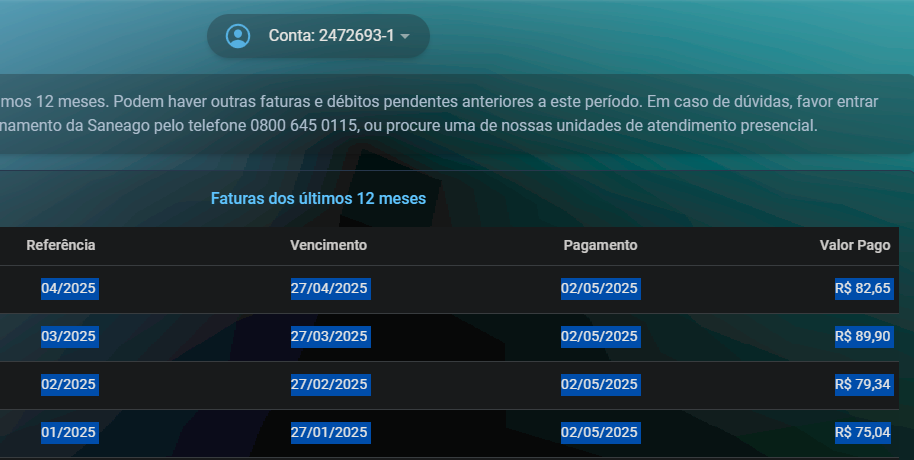 Conta: 2472693-1
mos 12 meses. Podem haver outras faturas e débitos pendentes anteriores a este período. Em caso de dúvidas, favor entrar
namento da Saneago pelo telefone 0800 645 0115, ou procure uma de nossas unidades de atendimento presencial.
Faturas dos últimos 12 meses
Referência Vencimento Pagamento Valor Pago
04/2025 27/04/2025 02/05/2025 R$ 82,65
03/2025 27/03/2025 02/05/2025 R$ 89,90
02/2025 27/02/2025 02/05/2025 R$ 79,34
01/2025 27/01/2025 02/05/2025 R$ 75,04